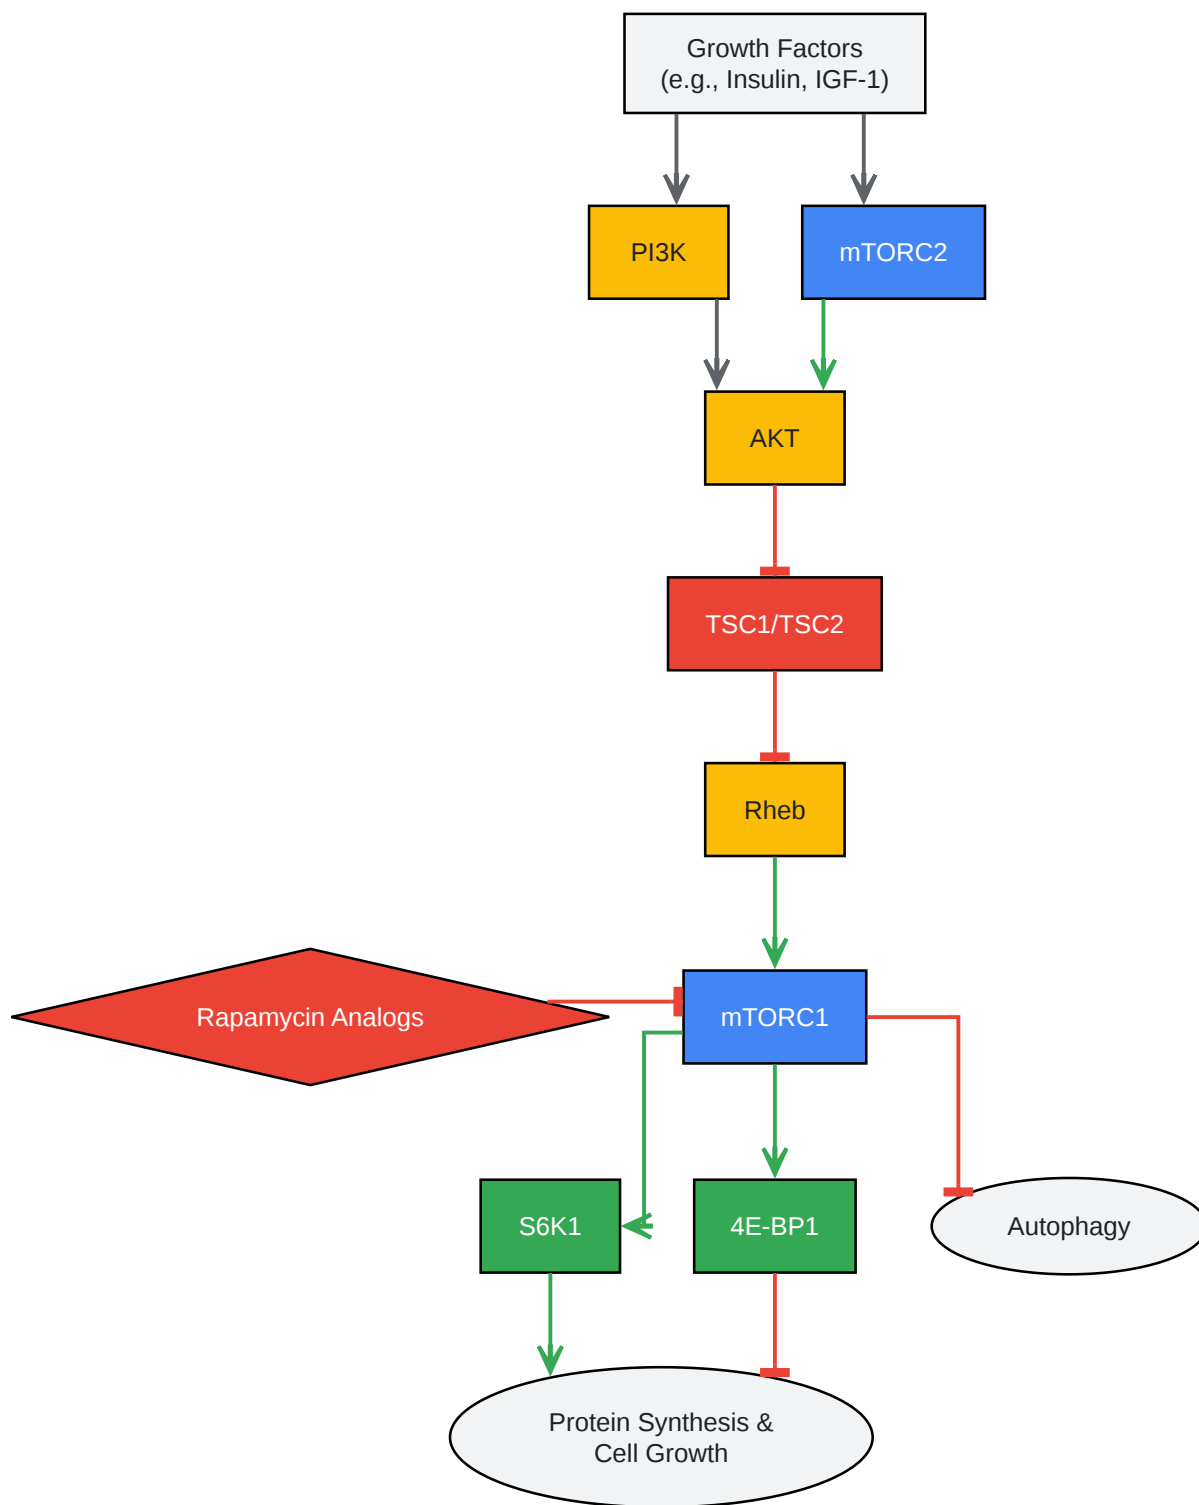 Growth Factors
(e.g., Insulin, IGF-1)
PI3K
mTORC2
AKT
TSC1/TSC2
Rheb
Rapamycin Analogs
mTORC1
S6K1
4E-BP1
Autophagy
Protein Synthesis &
Cell Growth